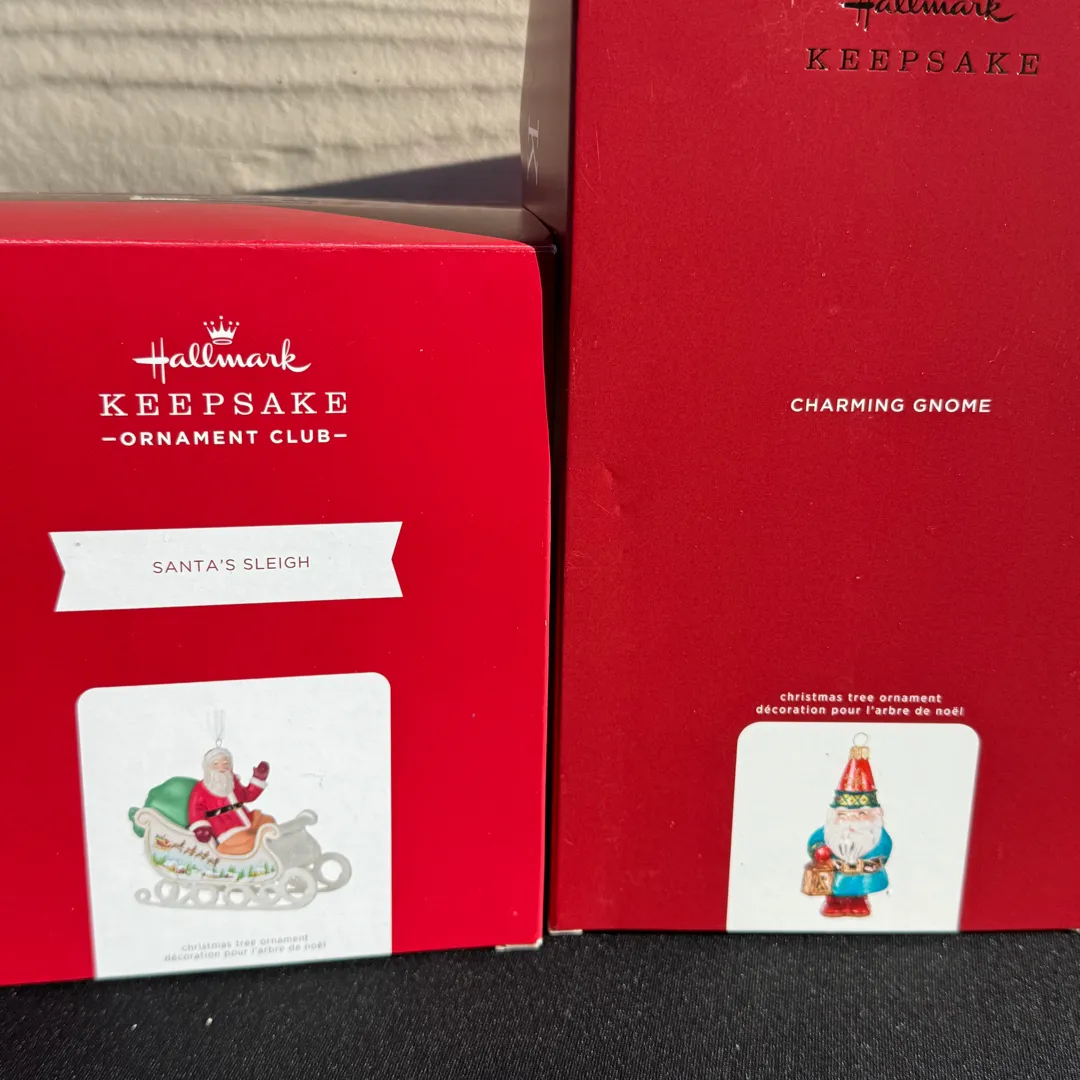 Hallmark
KEEPSAKE
–ORNAMENT CLUB–
SANTA'S SLEIGH
christmas tree ornament
décoration pour l'arbre de noël
K
Hallmark
KEEPSAKE
CHARMING GNOME
christmas tree ornament
décoration pour l'arbre de noël